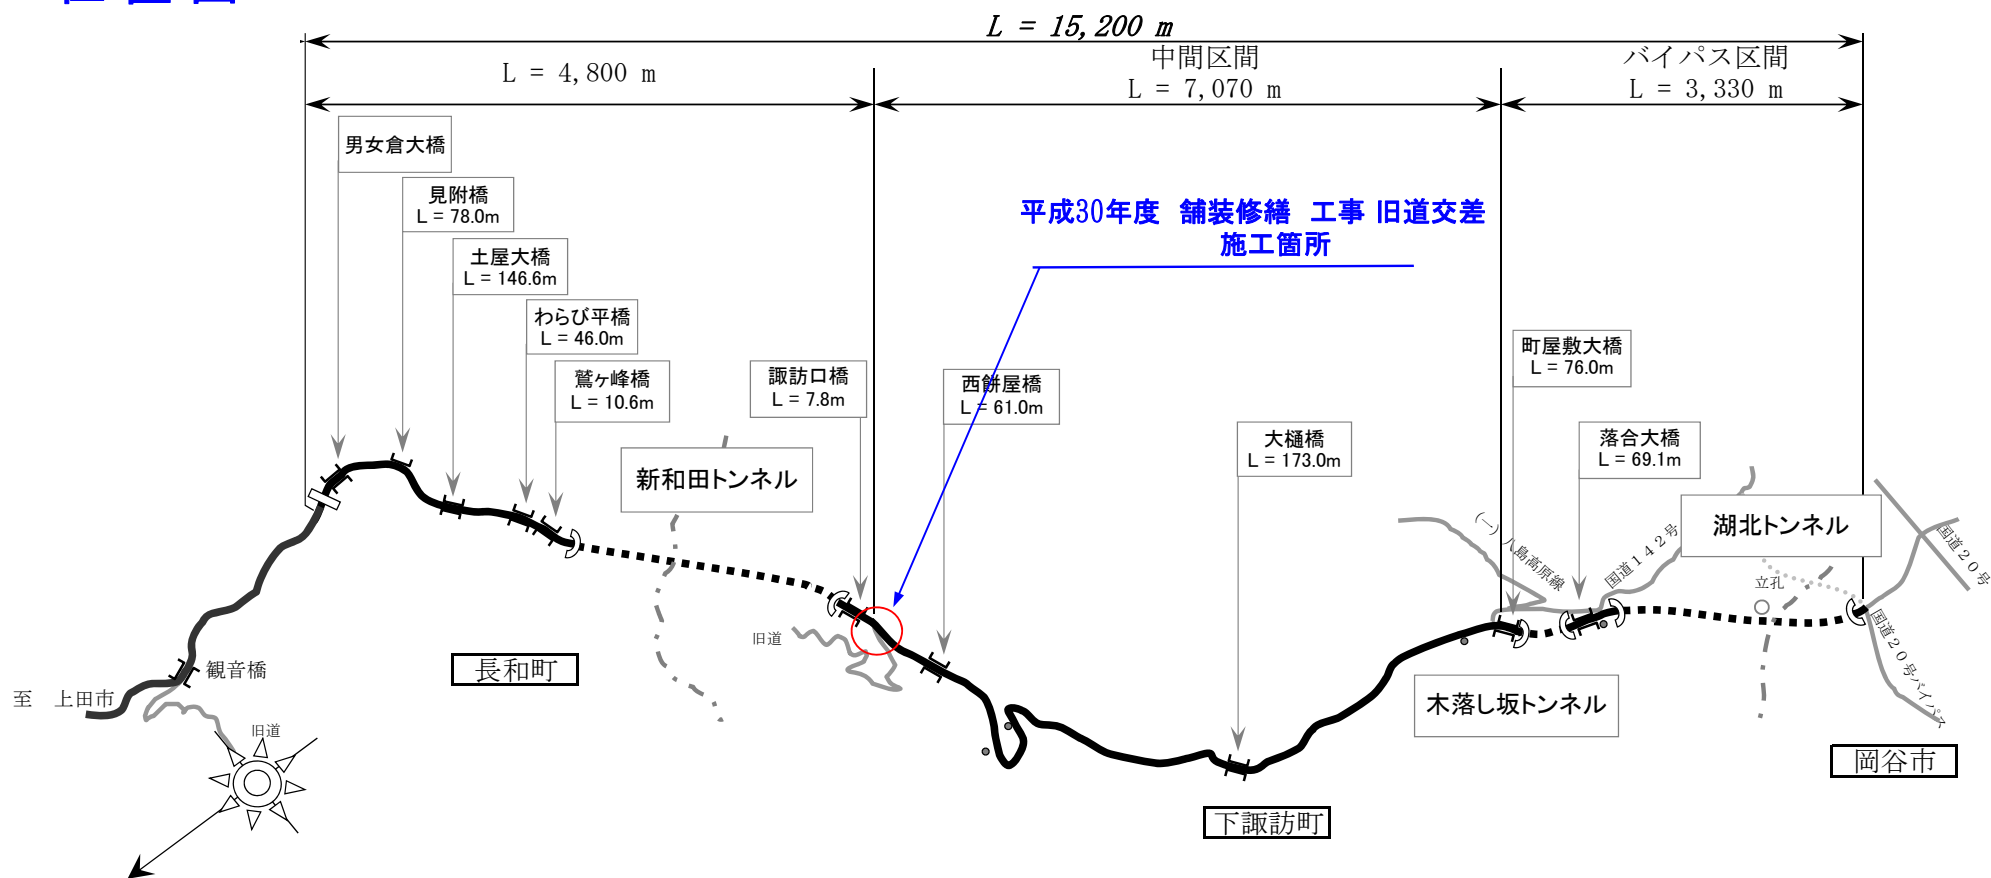 L = 15,200 m
L = 4,800 m
中間区間
L = 7,070 m
バイパス区間
L = 3,330 m
男女倉大橋
見附橋
L = 78.0m
土屋大橋
L = 146.6m
わらび平橋
L = 46.0m
鷲ヶ峰橋
L = 10.6m
新和田トンネル
諏訪口橋
L = 7.8m
平成30年度 舗装修繕 工事 旧道交差
施工箇所
西餅屋橋
L = 61.0m
大樋橋
L = 173.0m
町屋敷大橋
L = 76.0m
落合大橋
L = 69.1m
湖北トンネル
(一)八島高原線
国道142号
立孔
国道20号
国道20号バイパス
旧道
長和町
観音橋
至 上田市
旧道
木落し坂トンネル
岡谷市
下諏訪町